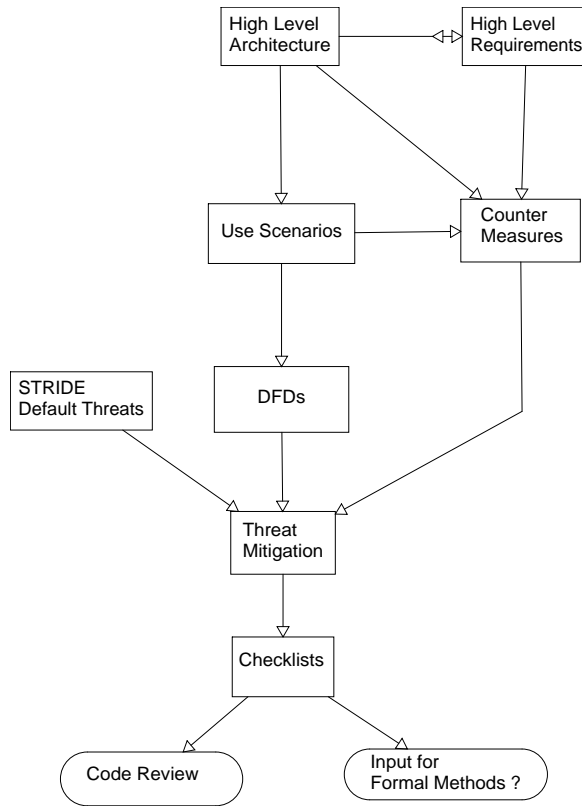 High Level
Architecture
High Level
Requirements
Use Scenarios
Counter
Measures
STRIDE
Default Threats
DFDs
Threat
Mitigation
Checklists
Code Review
Input for
Formal Methods ?